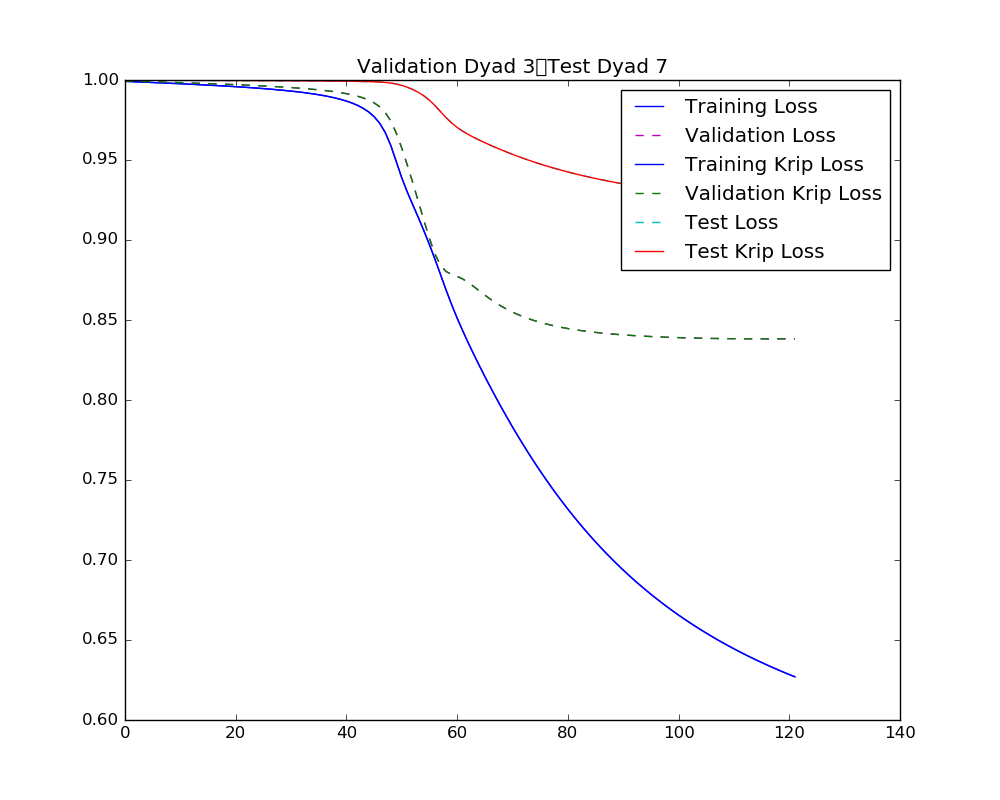 Validation Dyad 3▯Test Dyad 7
1.00
0.95
0.90
0.85
0.80
0.75
0.70
0.65
0.60
Training Loss
Validation Loss
Training Krip Loss
Validation Krip Loss
Test Loss
Test Krip Loss
0
20
40
60
80
100
120
140